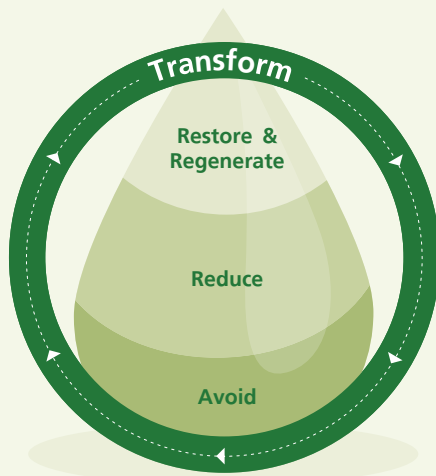 Transform
Restore &
Regenerate
Reduce
Avoid